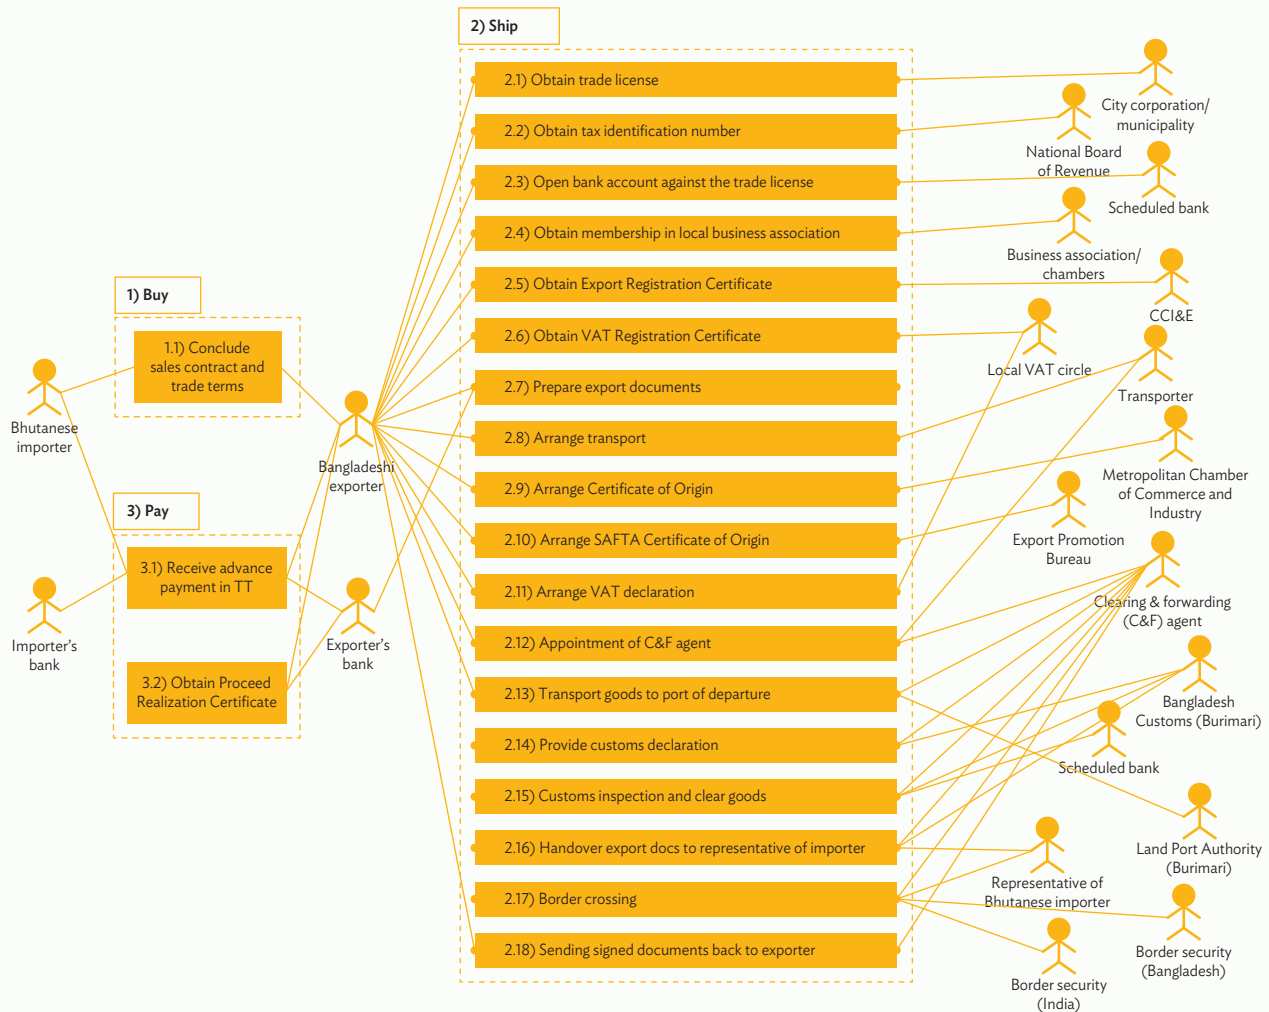 2) Ship
2.1) Obtain trade license
2.2) Obtain tax identification number
2.3) Open bank account against the trade license
2.4) Obtain membership in local business association
2.5) Obtain Export Registration Certificate
2.6) Obtain VAT Registration Certificate
2.7) Prepare export documents
2.8) Arrange transport
2.9) Arrange Certificate of Origin
2.10) Arrange SAFTA Certificate of Origin
2.11) Arrange VAT declaration
2.12) Appointment of C&F agent
2.13) Transport goods to port of departure
2.14) Provide customs declaration
2.15) Customs inspection and clear goods
2.16) Handover export docs to representative of importer
2.17) Border crossing
2.18) Sending signed documents back to exporter
1) Buy
1.1) Conclude
sales contract and
trade terms
Bhutanese
importer
Bangladeshi
exporter
3) Pay
3.1) Receive advance
payment in TT
3.2) Obtain Proceed
Realization Certificate
Importer's
bank
Exporter's
bank
City corporation/
municipality
National Board
of Revenue
Scheduled bank
Business association/
chambers
CCI&E
Local VAT circle
Transporter
Metropolitan Chamber
of Commerce and
Industry
Export Promotion
Bureau
Clearing & forwarding
(C&F) agent
Bangladesh
Customs (Burimari)
Scheduled bank
Land Port Authority
(Burimari)
Representative of
Bhutanese importer
Border security
(Bangladesh)
Border security
(India)